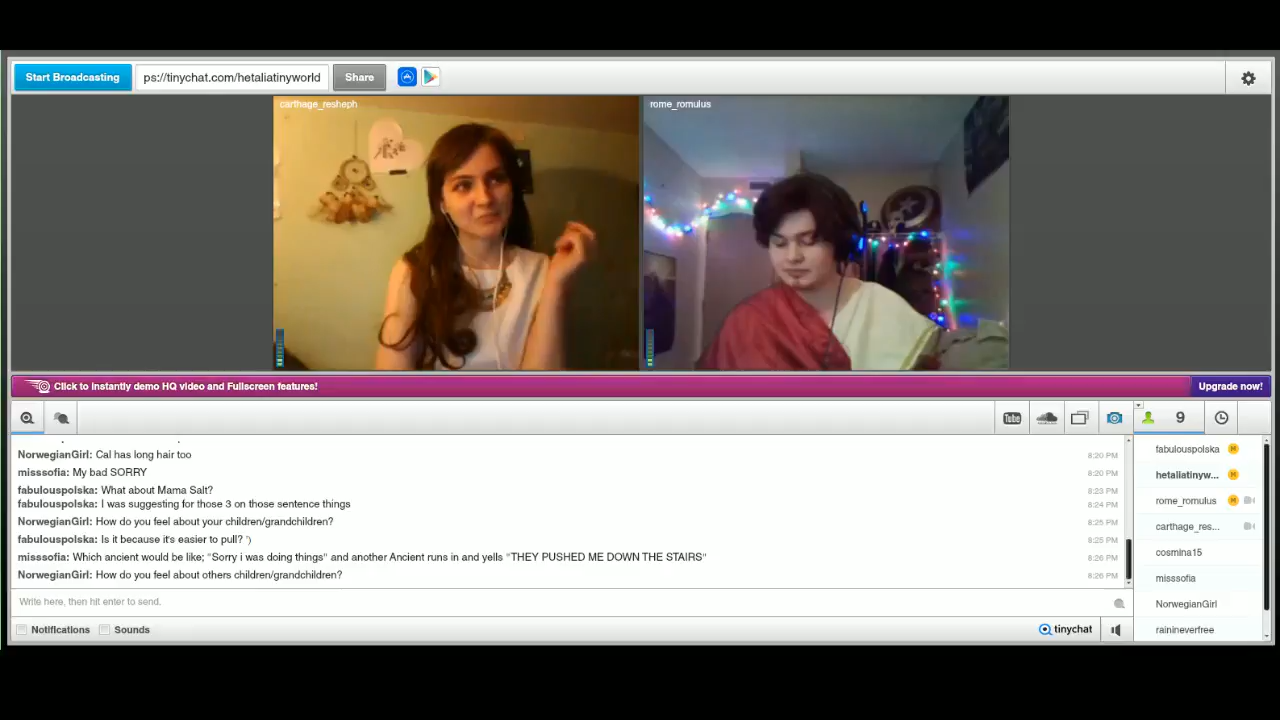 Start Broadcasting
ps://tinychat.com/hetaliatinyworld
Share
carthage_resheph
rome_romulus
Click to instantly demo HQ video and Fullscreen features!
Upgrade now!
You Tube
9
NorwegianGirl: Cal has long hair too 8:20 PM
misssofia: My bad SORRY 8:20 PM
fabulouspolska: What about Mama Salt? 8:23 PM
fabulouspolska: I was suggesting for those 3 on those sentence things 8:24 PM
NorwegianGirl: How do you feel about your children/grandchildren? 8:25 PM
fabulouspolska: Is it because it's easier to pull? ') 8:25 PM
misssofia: Which ancient would be like; "Sorry i was doing things" and another Ancient runs in and yells "THEY PUSHED ME DOWN THE STAIRS" 8:26 PM
NorwegianGirl: How do you feel about others children/grandchildren? 8:26 PM
Write here, then hit enter to send.
Notifications
Sounds
tinychat
fabulouspolska M
hetaliatinyw... M
rome_romulus M
carthage_res...
cosmina15
misssofia
NorwegianGirl
rainineverfree